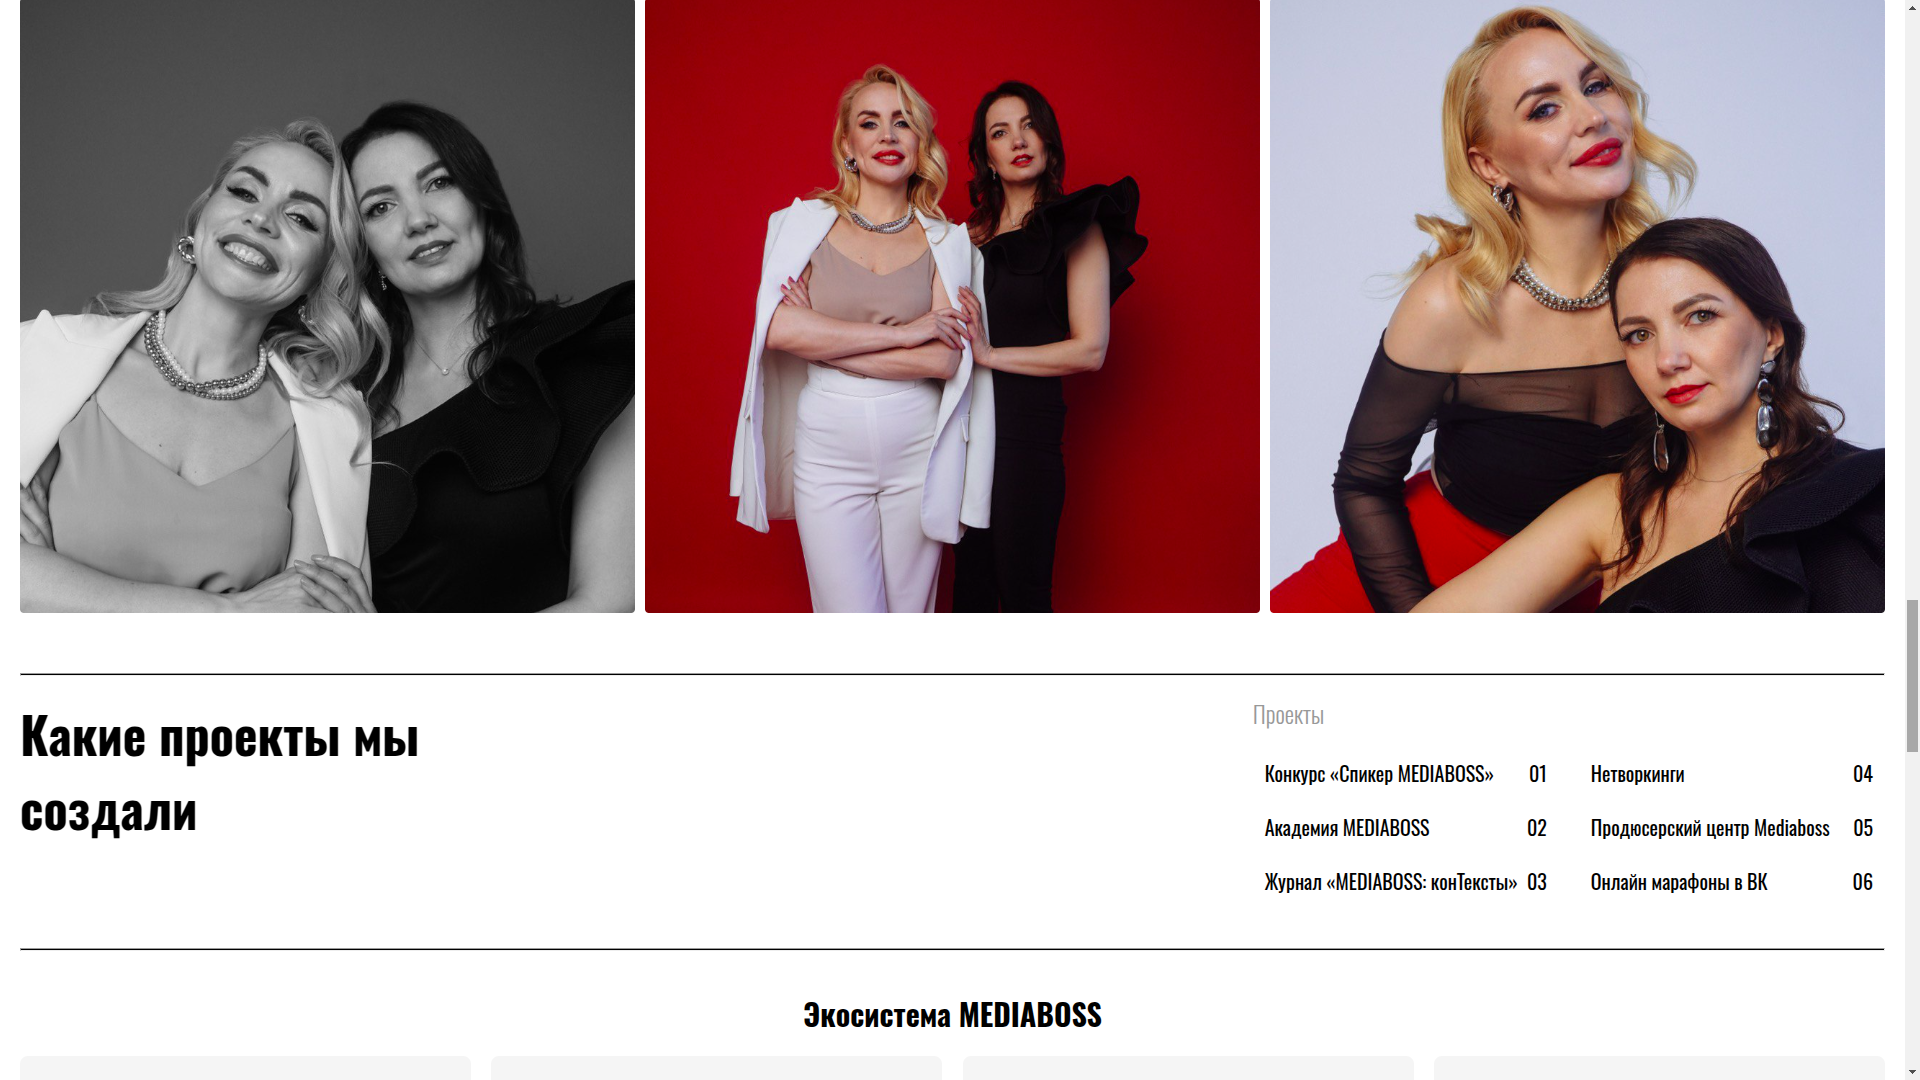 Какие проекты мы
создали
Проекты
Конкурс «Спикер MEDIABOSS» 01
Академия MEDIABOSS 02
Журнал «MEDIABOSS: конТексты» 03
Нетворкинги 04
Продюсерский центр Mediaboss 05
Онлайн марафоны в ВК 06
Экосистема MEDIABOSS